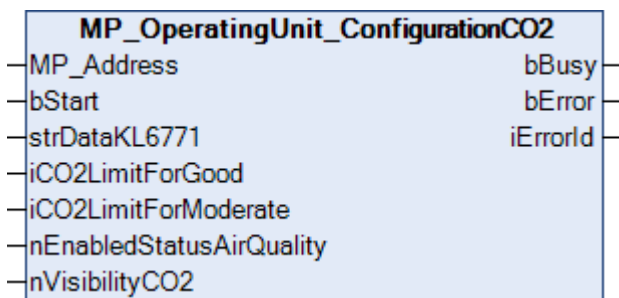 MP_OperatingUnit_ConfigurationCO2
MP_Address bBusy
bStart bError
strDataKL6771 iErrorId
iCO2LimitForGood
iCO2LimitForModerate
nEnabledStatusAirQuality
nVisibilityCO2